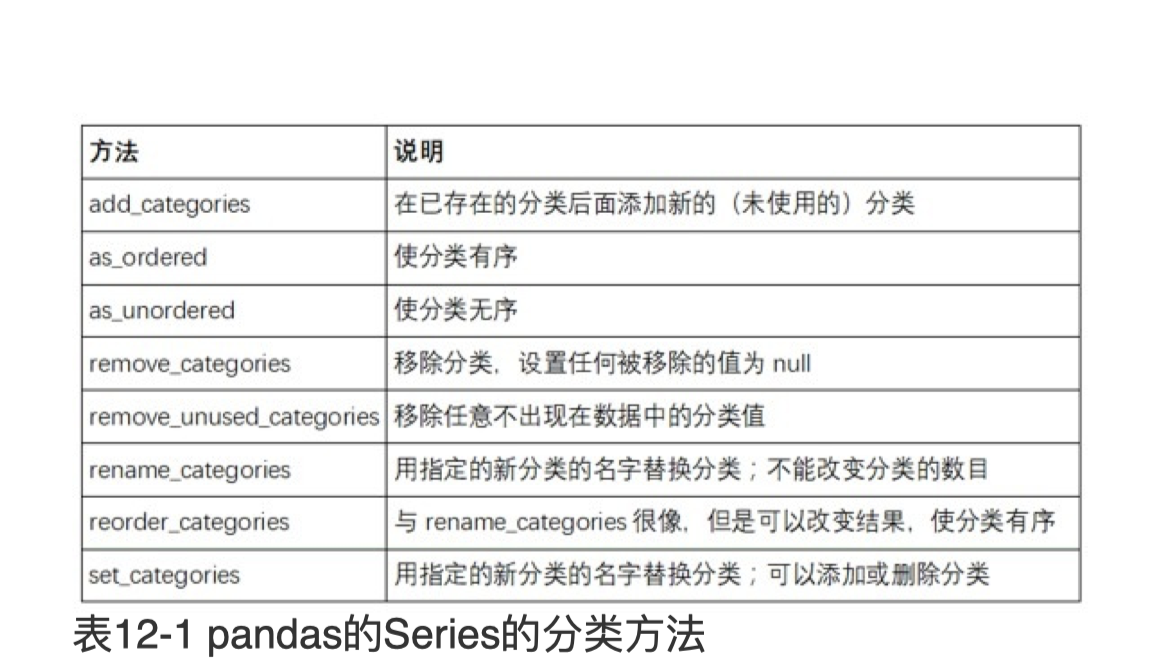 方法 说明
add_categories 在已存在的分类后面添加新的（未使用的）分类
as_ordered 使分类有序
as_unordered 使分类无序
remove_categories 移除分类，设置任何被移除的值为 null
remove_unused_categories 移除任意不出现在数据中的分类值
rename_categories 用指定的新分类的名字替换分类；不能改变分类的数目
reorder_categories 与 rename_categories 很像，但是可以改变结果，使分类有序
set_categories 用指定的新分类的名字替换分类；可以添加或删除分类
表12-1 pandas的Series的分类方法